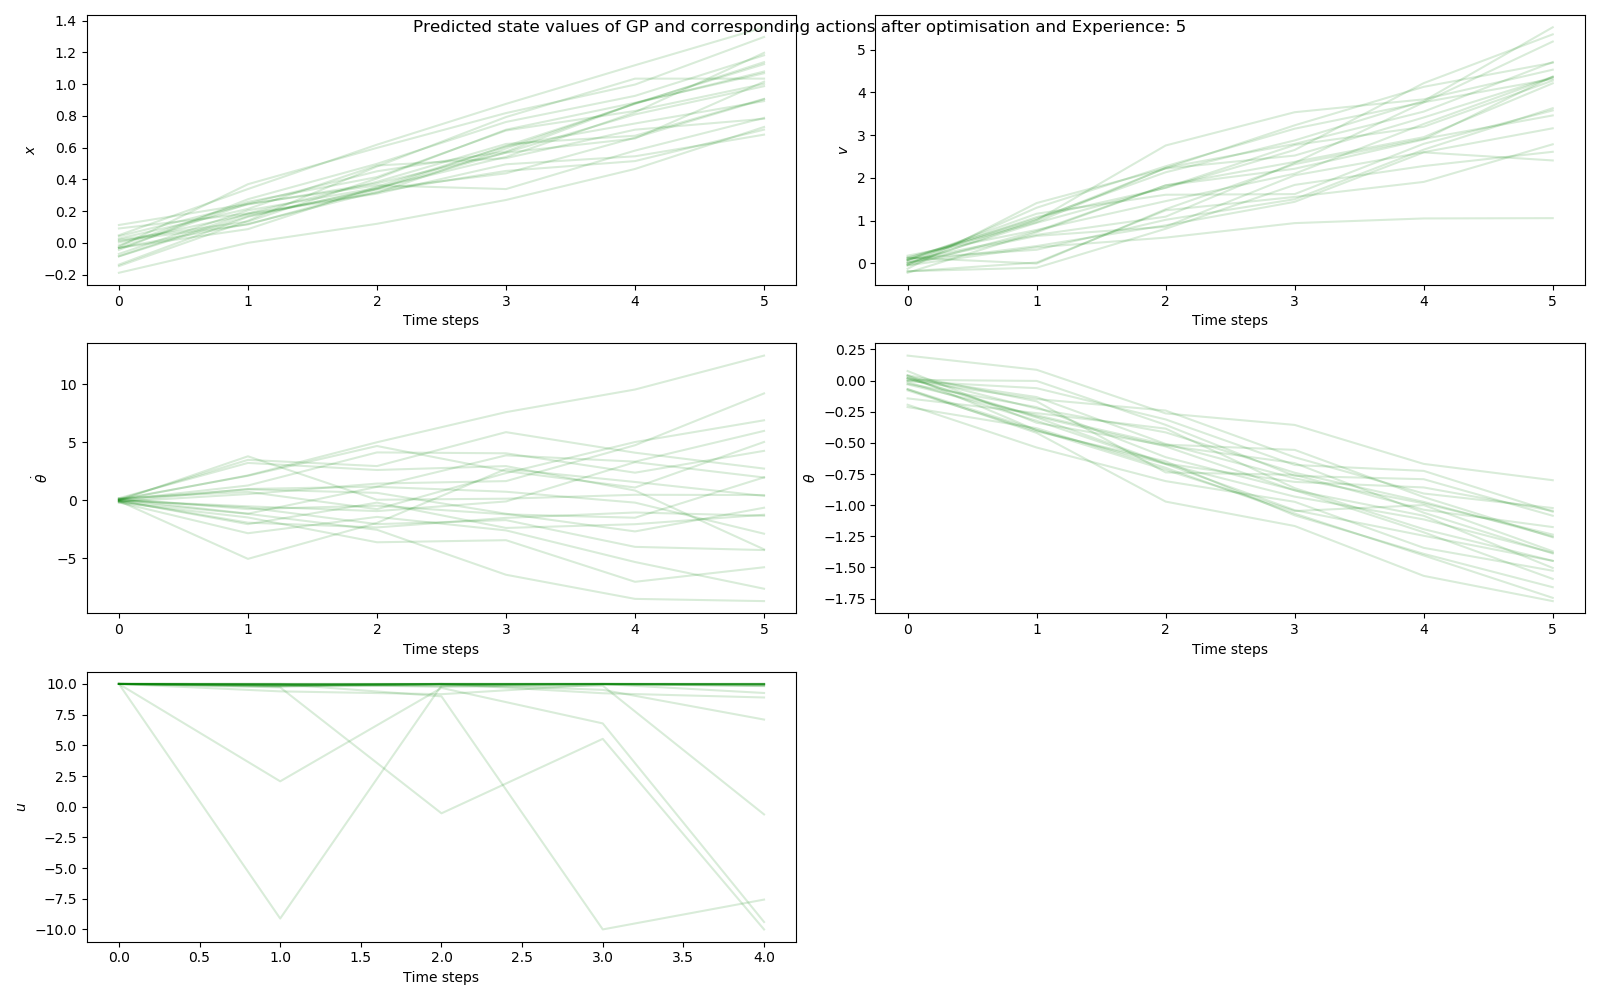 Predicted state values of GP and corresponding actions after optimisation and Experience: 5
1.4
1.2
1.0
0.8
0.6
0.4
0.2
0.0
−0.2
x
0 1 2 3 4 5
Time steps
5
4
3
2
1
0
v
0 1 2 3 4 5
Time steps
10
5
0
−5
θ̇
0 1 2 3 4 5
Time steps
0.25
0.00
−0.25
−0.50
−0.75
−1.00
−1.25
−1.50
−1.75
θ
0 1 2 3 4 5
Time steps
10.0
7.5
5.0
2.5
0.0
−2.5
−5.0
−7.5
−10.0
u
0.0 0.5 1.0 1.5 2.0 2.5 3.0 3.5 4.0
Time steps